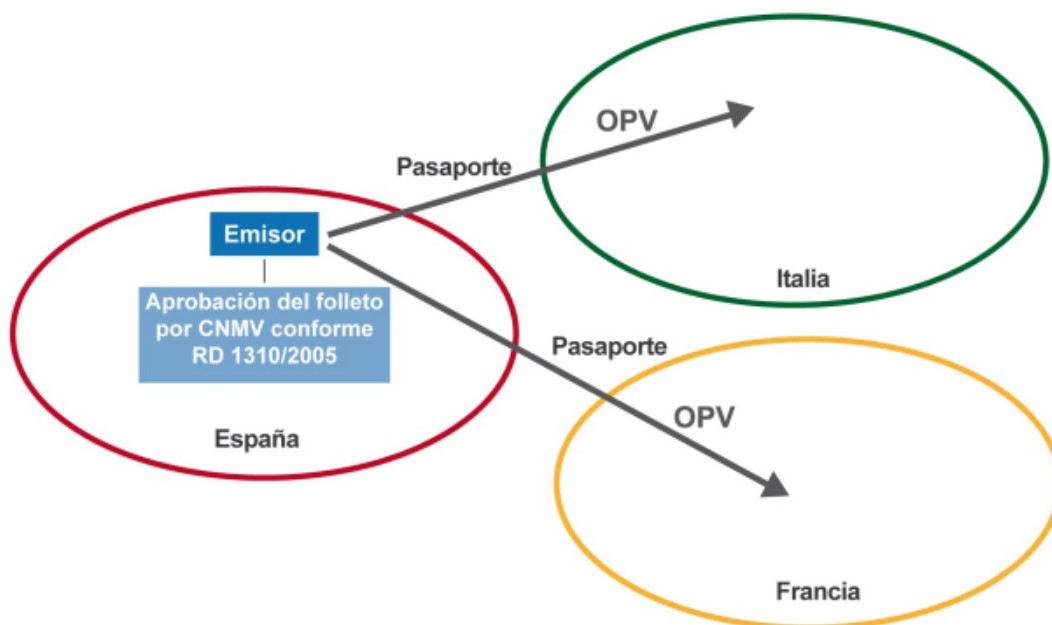 OPV
Pasaporte
Emisor
Aprobación del folleto
por CNMV conforme
RD 1310/2005
España
Italia
Pasaporte
OPV
Francia